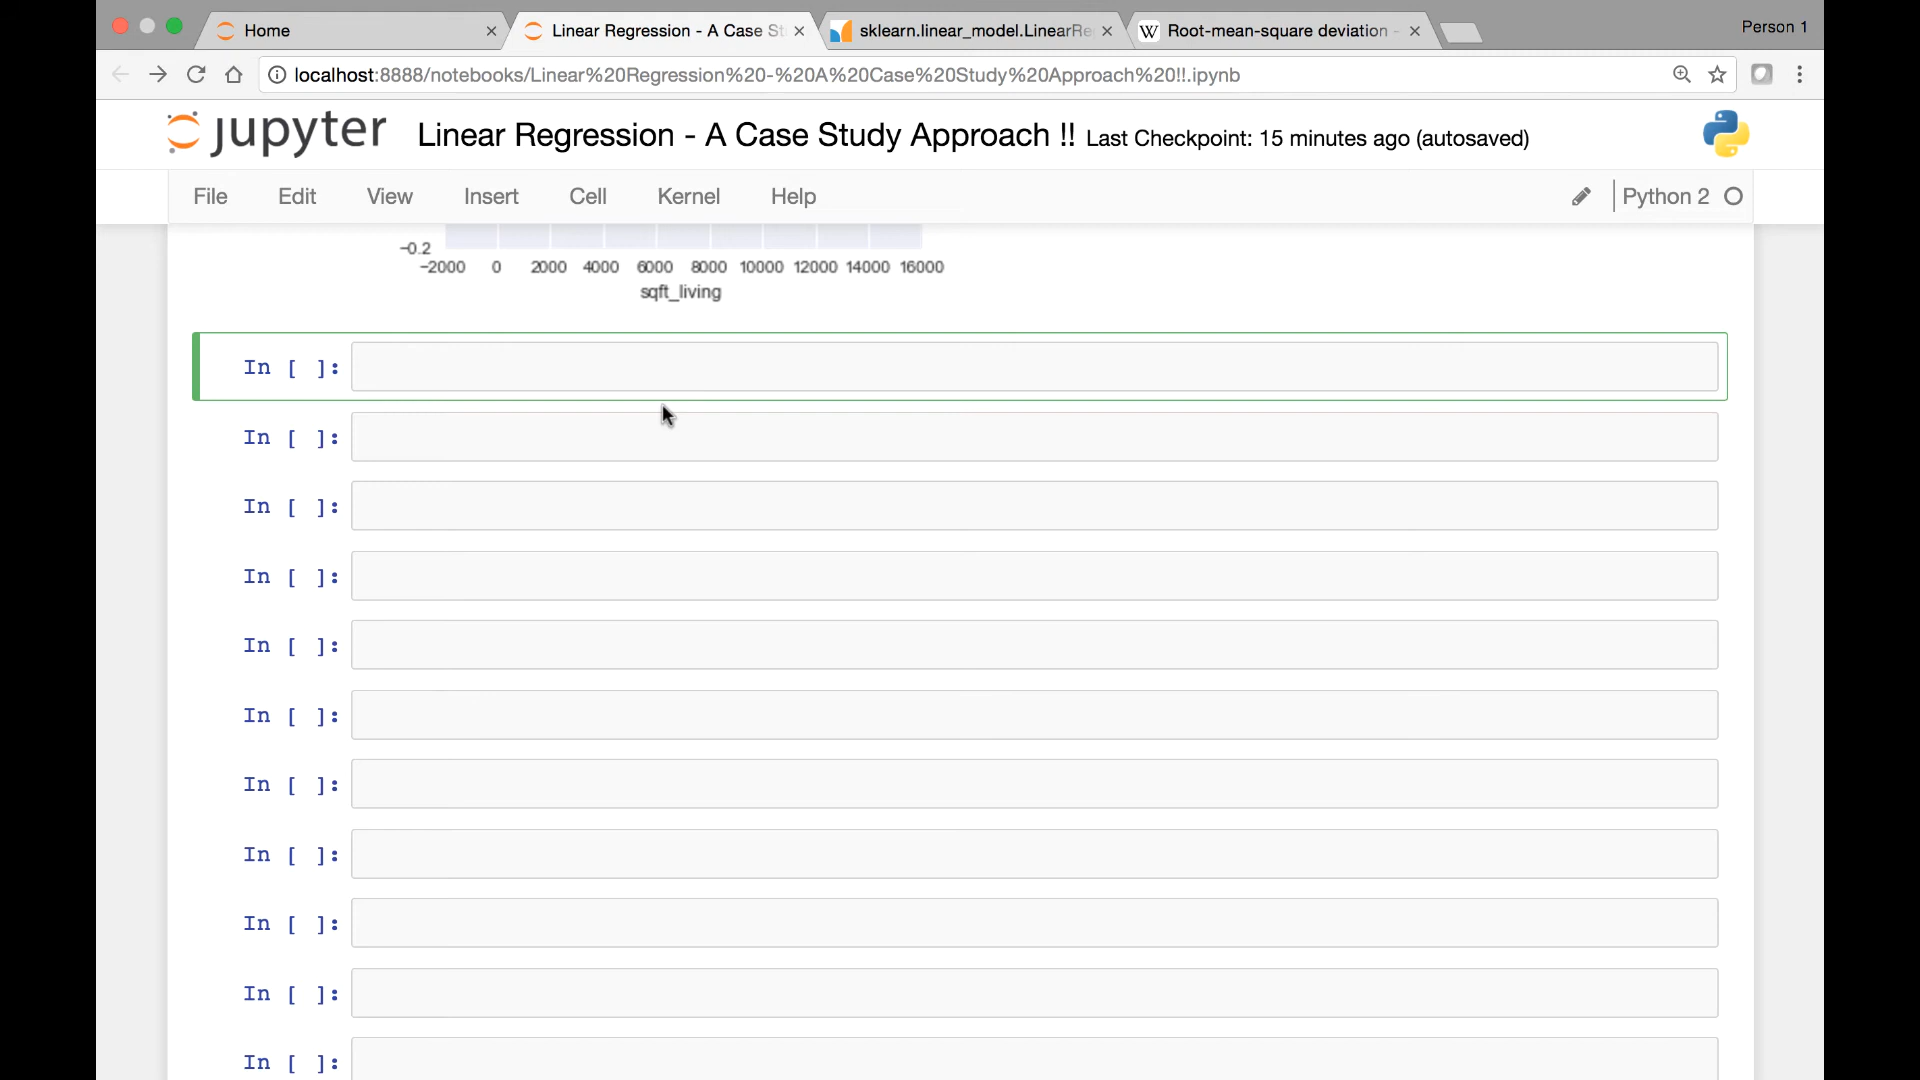 Home
Linear Regression - A Case St
sklearn.linear_model.LinearRe
Root-mean-square deviation -
Person 1
localhost:8888/notebooks/Linear%20Regression%20-%20A%20Case%20Study%20Approach%20!!.ipynb
jupyter
Linear Regression - A Case Study Approach !! Last Checkpoint: 15 minutes ago (autosaved)
File Edit View Insert Cell Kernel Help
Python 2
−0.2
−2000 0 2000 4000 6000 8000 10000 12000 14000 16000
sqft_living
In [ ]:
In [ ]:
In [ ]:
In [ ]:
In [ ]:
In [ ]:
In [ ]:
In [ ]:
In [ ]:
In [ ]:
In [ ]: